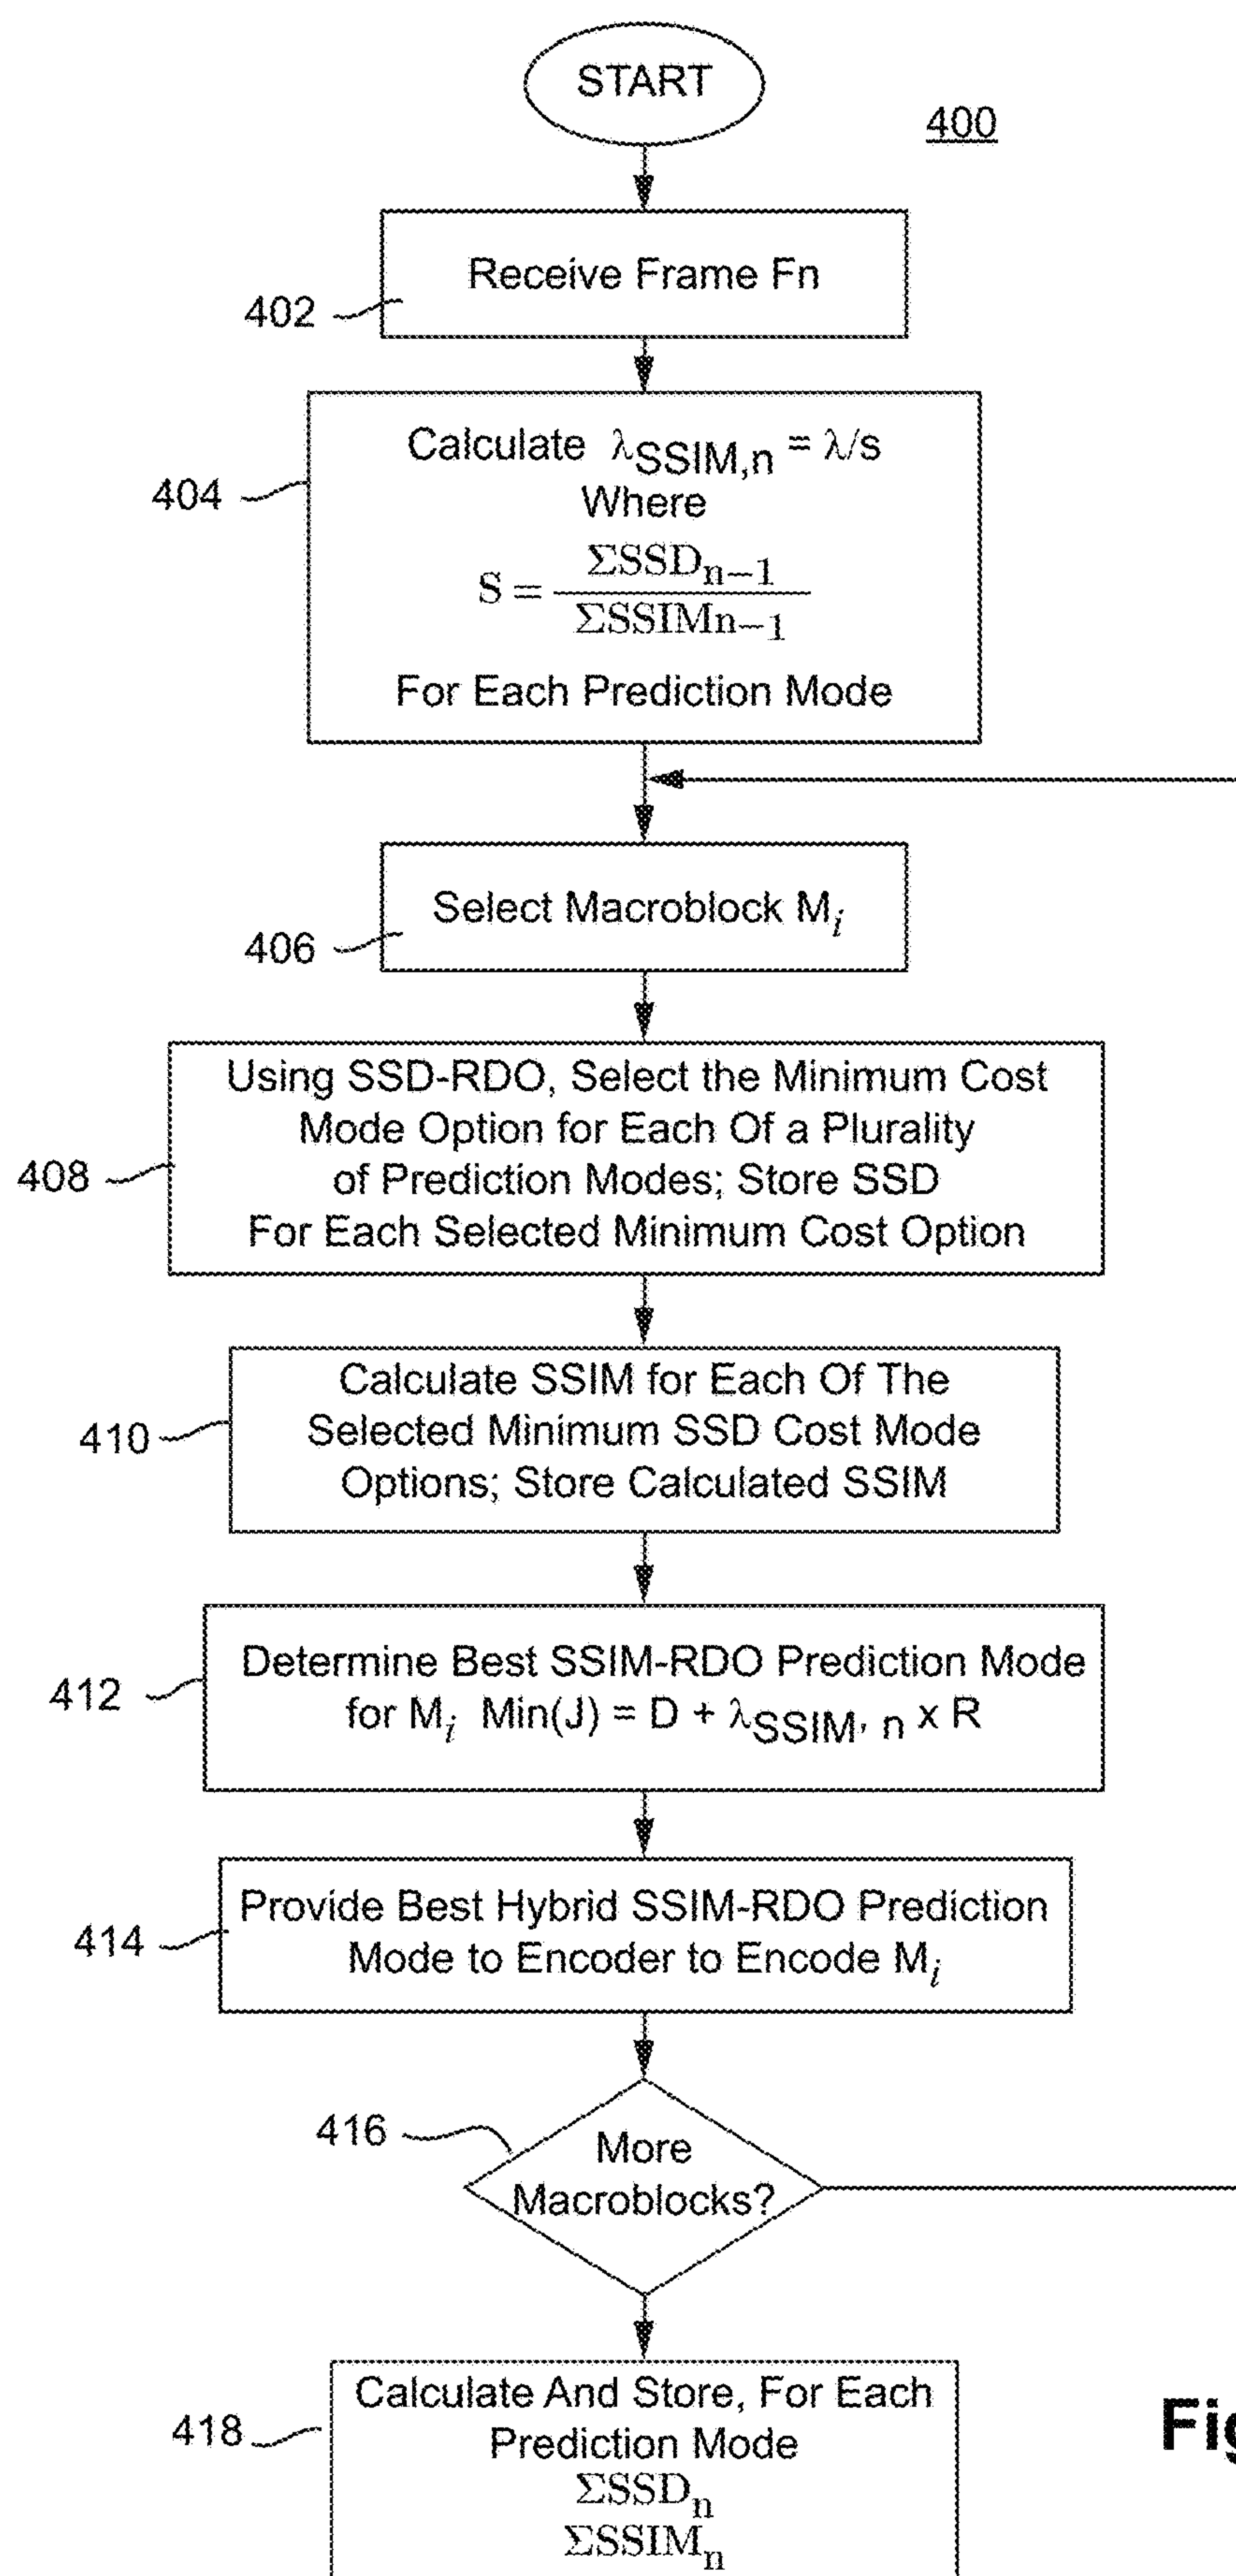 START
400
Receive Frame Fn
402
Calculate λSSIM,n = λ/s
Where
S = ΣSSDn−1
ΣSSIMn−1
For Each Prediction Mode
404
Select Macroblock Mi
406
Using SSD-RDO, Select the Minimum Cost
Mode Option for Each Of a Plurality
of Prediction Modes; Store SSD
For Each Selected Minimum Cost Option
408
Calculate SSIM for Each Of The
Selected Minimum SSD Cost Mode
Options; Store Calculated SSIM
410
Determine Best SSIM-RDO Prediction Mode
for Mi Min(J) = D + λSSIM, n x R
412
Provide Best Hybrid SSIM-RDO Prediction
Mode to Encoder to Encode Mi
414
416
More
Macroblocks?
Calculate And Store, For Each
Prediction Mode
ΣSSDn
ΣSSIMn
418